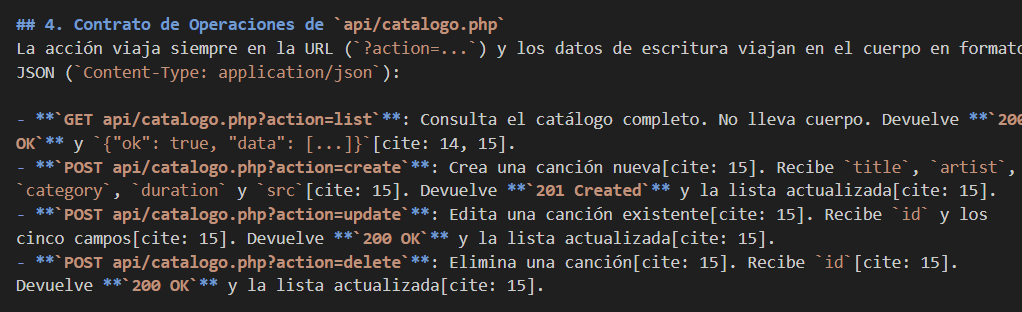 ## 4. Contrato de Operaciones de `api/catalogo.php`
La acción viaja siempre en la URL (`?action=...`) y los datos de escritura viajan en el cuerpo en formato
JSON (`Content-Type: application/json`):

- **`GET api/catalogo.php?action=list`**: Consulta el catálogo completo. No lleva cuerpo. Devuelve **`200
OK`** y `{"ok": true, "data": [...]}`[cite: 14, 15].
- **`POST api/catalogo.php?action=create`**: Crea una canción nueva[cite: 15]. Recibe `title`, `artist`,
`category`, `duration` y `src`[cite: 15]. Devuelve **`201 Created`** y la lista actualizada[cite: 15].
- **`POST api/catalogo.php?action=update`**: Edita una canción existente[cite: 15]. Recibe `id` y los
cinco campos[cite: 15]. Devuelve **`200 OK`** y la lista actualizada[cite: 15].
- **`POST api/catalogo.php?action=delete`**: Elimina una canción[cite: 15]. Recibe `id`[cite: 15].
Devuelve **`200 OK`** y la lista actualizada[cite: 15].